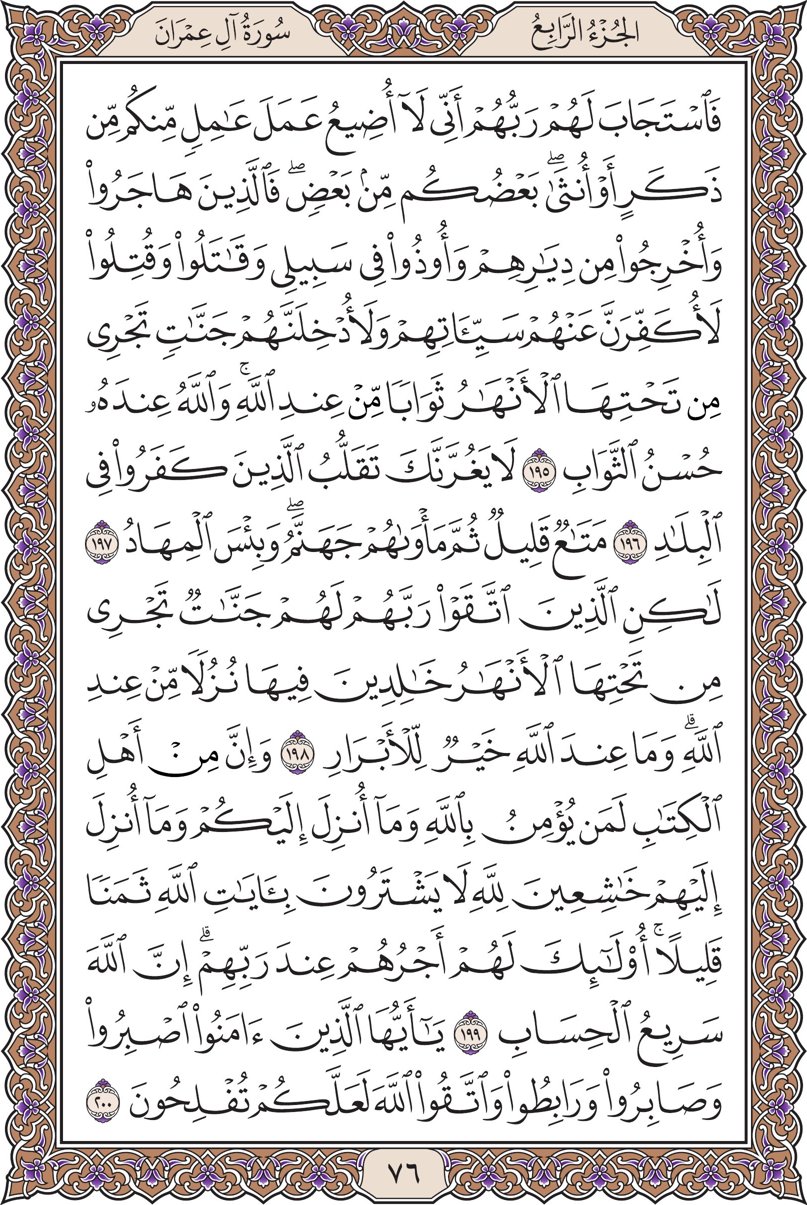 الجُزْءُ الرَّابِعُ
سُورَةُ آلِ عِمْرَانَ
فَٱسْتَجَابَ لَهُمْ رَبُّهُمْ أَنِّى لَآ أُضِيعُ عَمَلَ عَٰمِلٍ مِّنكُم مِّن
ذَكَرٍ أَوْ أُنثَىٰۖ بَعْضُكُم مِّنۢ بَعْضٍۖ فَٱلَّذِينَ هَاجَرُوا۟
وَأُخْرِجُوا۟ مِن دِيَٰرِهِمْ وَأُوذُوا۟ فِى سَبِيلِى وَقَٰتَلُوا۟ وَقُتِلُوا۟
لَأُكَفِّرَنَّ عَنْهُمْ سَيِّـَٔاتِهِمْ وَلَأُدْخِلَنَّهُمْ جَنَّٰتٍ تَجْرِى
مِن تَحْتِهَا ٱلْأَنْهَٰرُ ثَوَابًا مِّنْ عِندِ ٱللَّهِۚ وَٱللَّهُ عِندَهُۥ
حُسْنُ ٱلثَّوَابِ ١٩٥ لَا يَغُرَّنَّكَ تَقَلُّبُ ٱلَّذِينَ كَفَرُوا۟ فِى
ٱلْبِلَٰدِ ١٩٦ مَتَٰعٌ قَلِيلٌ ثُمَّ مَأْوَىٰهُمْ جَهَنَّمُۖ وَبِئْسَ ٱلْمِهَادُ ١٩٧
لَٰكِنِ ٱلَّذِينَ ٱتَّقَوْا۟ رَبَّهُمْ لَهُمْ جَنَّٰتٌ تَجْرِى
مِن تَحْتِهَا ٱلْأَنْهَٰرُ خَٰلِدِينَ فِيهَا نُزُلًا مِّنْ عِندِ
ٱللَّهِۗ وَمَا عِندَ ٱللَّهِ خَيْرٌ لِّلْأَبْرَارِ ١٩٨ وَإِنَّ مِنْ أَهْلِ
ٱلْكِتَٰبِ لَمَن يُؤْمِنُ بِٱللَّهِ وَمَآ أُنزِلَ إِلَيْكُمْ وَمَآ أُنزِلَ
إِلَيْهِمْ خَٰشِعِينَ لِلَّهِ لَا يَشْتَرُونَ بِـَٔايَٰتِ ٱللَّهِ ثَمَنًا
قَلِيلًاۚ أُو۟لَٰٓئِكَ لَهُمْ أَجْرُهُمْ عِندَ رَبِّهِمْۗ إِنَّ ٱللَّهَ
سَرِيعُ ٱلْحِسَابِ ١٩٩ يَٰٓأَيُّهَا ٱلَّذِينَ ءَامَنُوا۟ ٱصْبِرُوا۟
وَصَابِرُوا۟ وَرَابِطُوا۟ وَٱتَّقُوا۟ ٱللَّهَ لَعَلَّكُمْ تُفْلِحُونَ ٢٠٠
٧٦